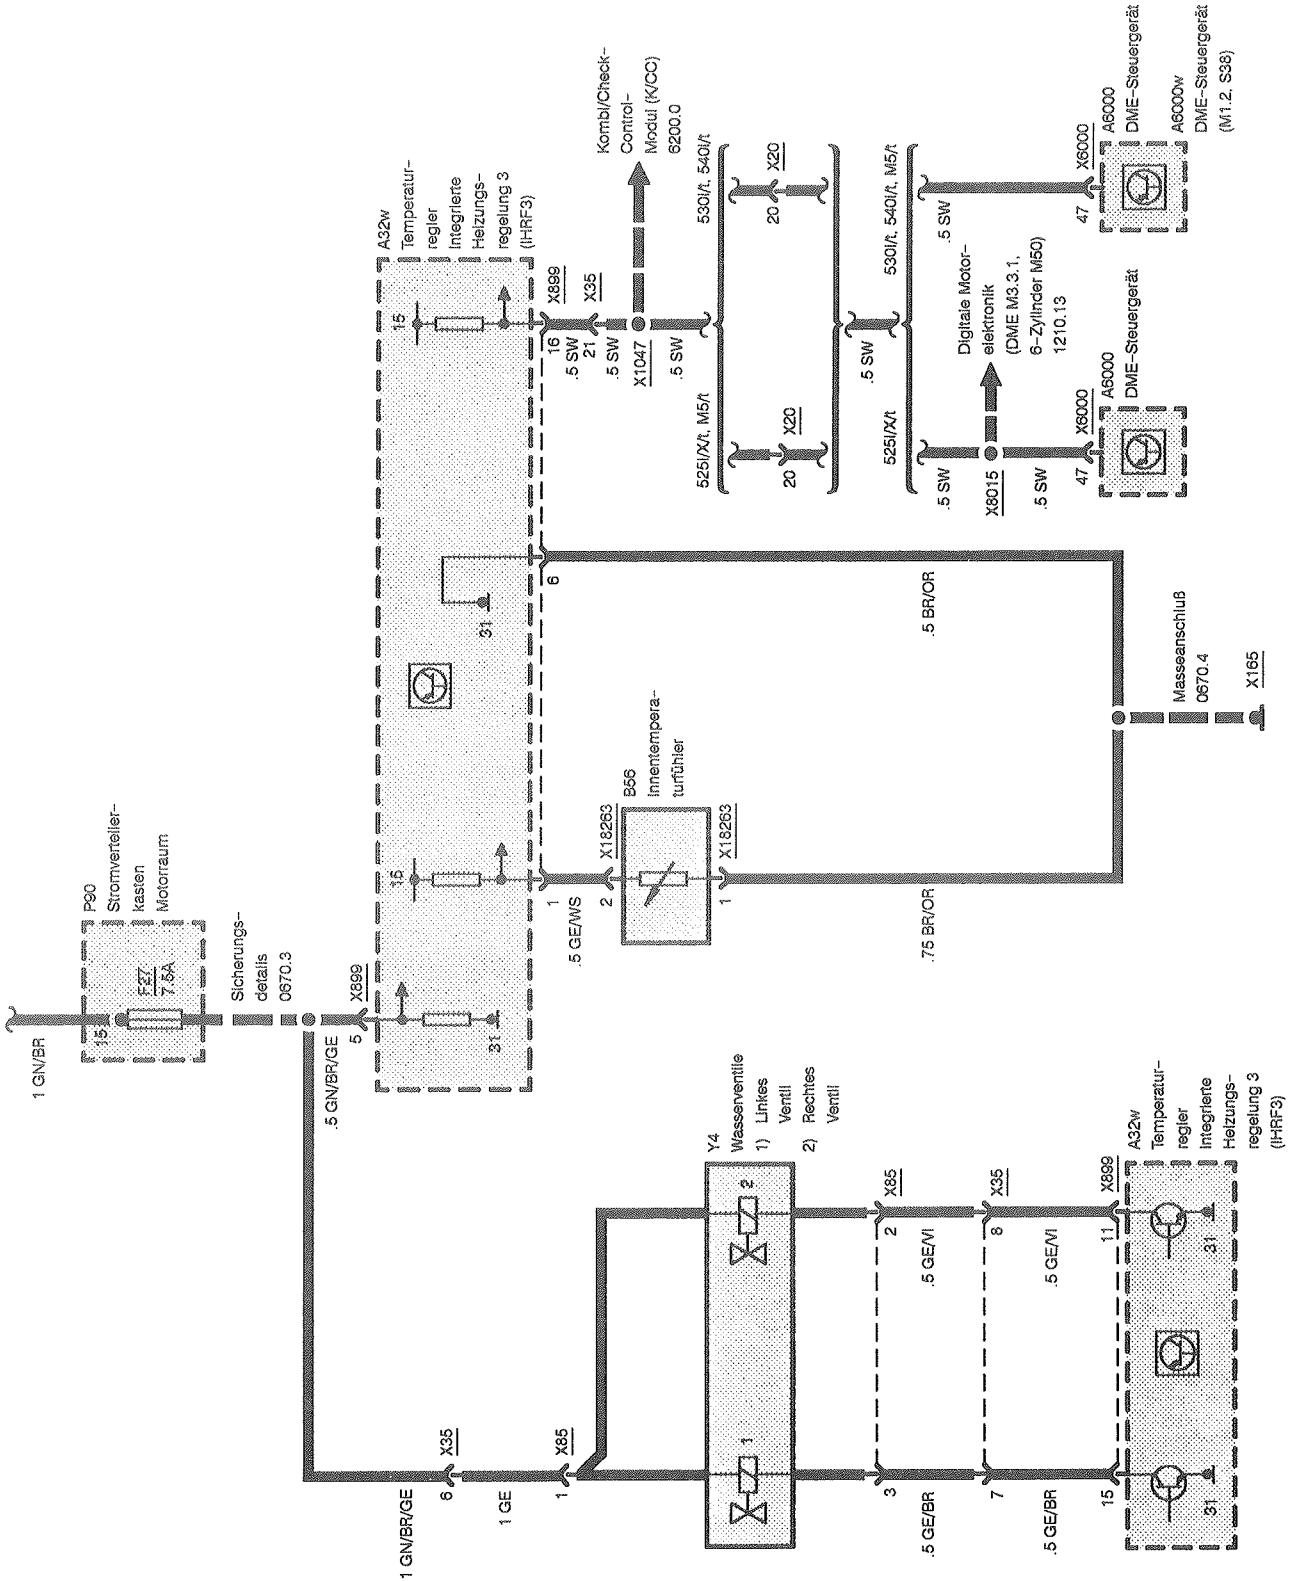 1 GN/BR
15
F27
7.5A
P90
Stromverteiler-
kasten
Motorraum
Sicherungs-
details
0670.3
.5 GN/BR/GE
5
X899
31
15
15
31
A32w
Temperatur-
regler
Integrierte
Heizungs-
regelung 3
(IHRF3)
1
.5 GE/WS
2
X18263
B56
Innentempera-
turfühler
1
X18263
.75 BR/OR
6
.5 BR/OR
Masseanschluß
0670.4
X165
16
X899
.5 SW
21
X35
.5 SW
X1047
.5 SW
Kombi/Check-
Control-
Modul (K/CC)
6200.0
525i/X/t, M5/t
530i/t, 540i/t
20
X20
20
X20
.5 SW
525i/X/t
530i/t, 540i/t, M5/t
.5 SW
X8015
.5 SW
Digitale Motor-
elektronik
(DME M3.3.1,
6-Zylinder M50)
1210.13
47
X6000
A6000
DME-Steuergerät
.5 SW
47
X6000
A6000
DME-Steuergerät
A6000w
DME-Steuergerät
(M1.2, S38)
1 GN/BR/GE
6
X35
1 GE
1
X85
1
2
Y4
Wasserventile
1) Linkes
Ventil
2) Rechtes
Ventil
3
2
X85
.5 GE/BR
.5 GE/VI
7
8
X35
.5 GE/BR
.5 GE/VI
15
11
X899
31
31
A32w
Temperatur-
regler
Integrierte
Heizungs-
regelung 3
(IHRF3)